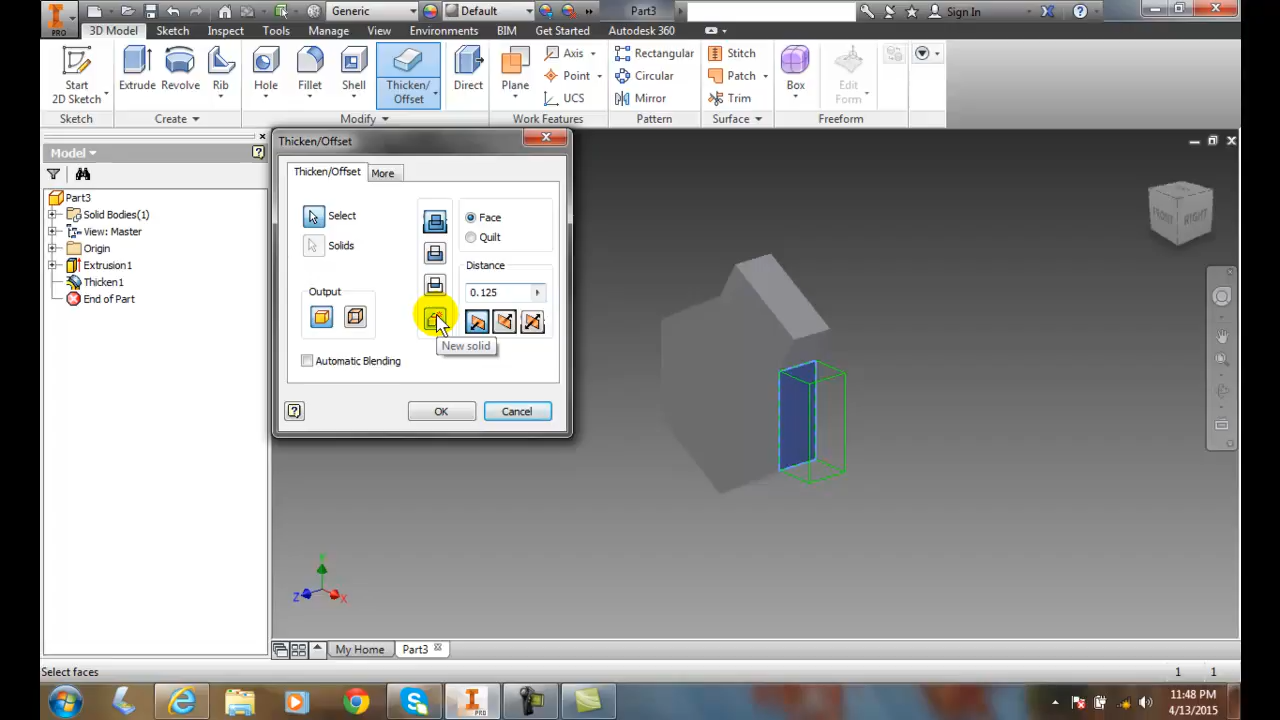 Generic
Default
Part3
Sign In
PRO
3D Model
Sketch
Inspect
Tools
Manage
View
Environments
BIM
Get Started
Autodesk 360
Start
2D Sketch
Extrude
Revolve
Rib
Hole
Fillet
Shell
Thicken/
Offset
Direct
Plane
Axis
Point
UCS
Rectangular
Circular
Mirror
Stitch
Patch
Trim
Box
Edit
Form
Sketch
Create
Modify
Work Features
Pattern
Surface
Freeform
Model
Part3
Solid Bodies(1)
View: Master
Origin
Extrusion1
Thicken1
End of Part
Thicken/Offset
Thicken/Offset
More
Select
Solids
Output
Automatic Blending
Face
Quilt
Distance
0.125
New solid
OK
Cancel
FRONT
RIGHT
Y
Z
X
My Home
Part3
Select faces
1
1
PRO
11:48 PM
4/13/2015